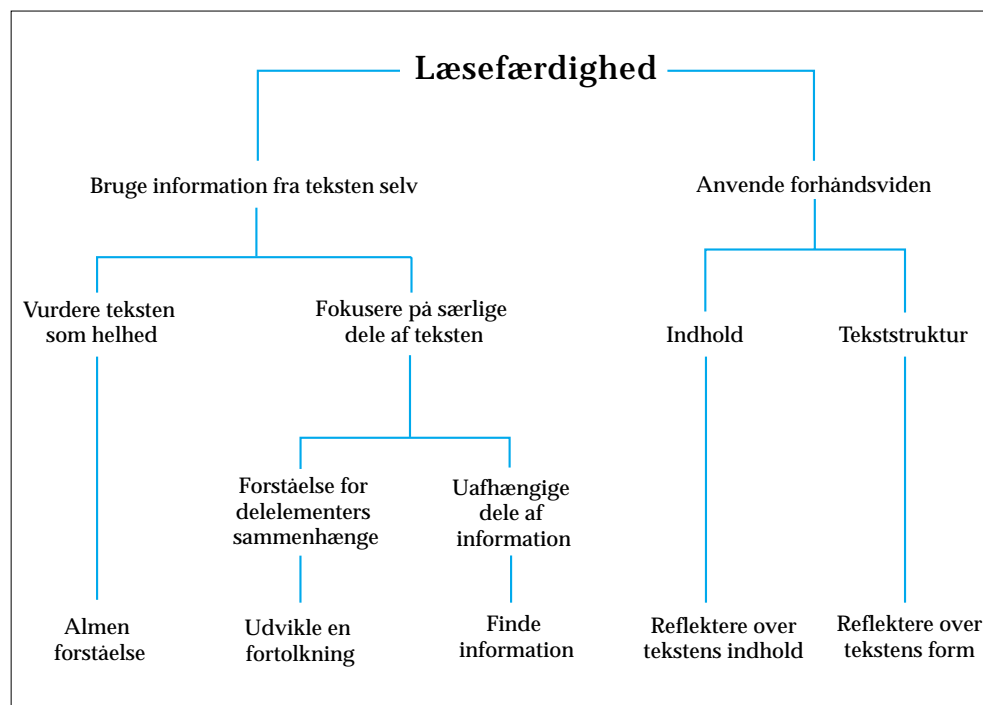 Læsefærdighed
Bruge information fra teksten selv
Anvende forhåndsviden
Vurdere teksten
som helhed
Fokusere på særlige
dele af teksten
Indhold
Tekststruktur
Forståelse for
delelementers
sammenhænge
Uafhængige
dele af
information
Almen
forståelse
Udvikle en
fortolkning
Finde
information
Reflektere over
tekstens indhold
Reflektere over
tekstens form